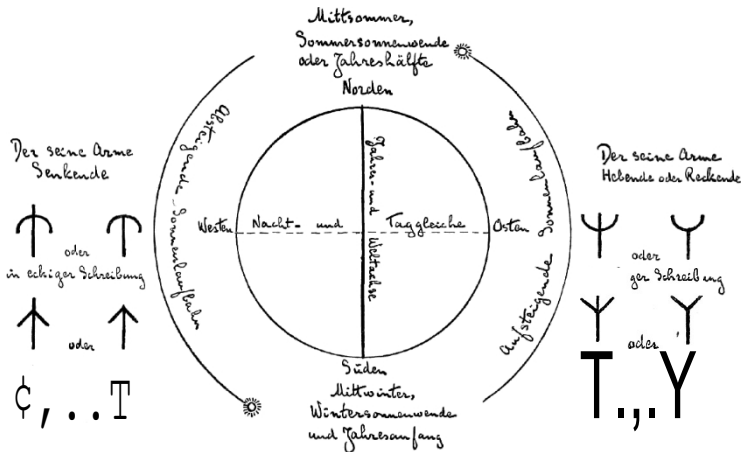 Mittsommer,
Sommersonnenwende
oder Jahreshälfte
Norden
Absteigende-Sonnenlaufbahn
Aufsteigende Sonnenlaufbahn
Der seine Arme
Senkende
oder
in eckiger Schreibung
oder
¢,..T
Jahres- und
Weltachse
Westen Nacht- und Taggleiche Osten
Süden
Mittwinter,
Wintersonnenwende
und Jahresanfang
Der seine Arme
Hebende oder Reckende
oder
ger Schreibung
oder
T.,.Y